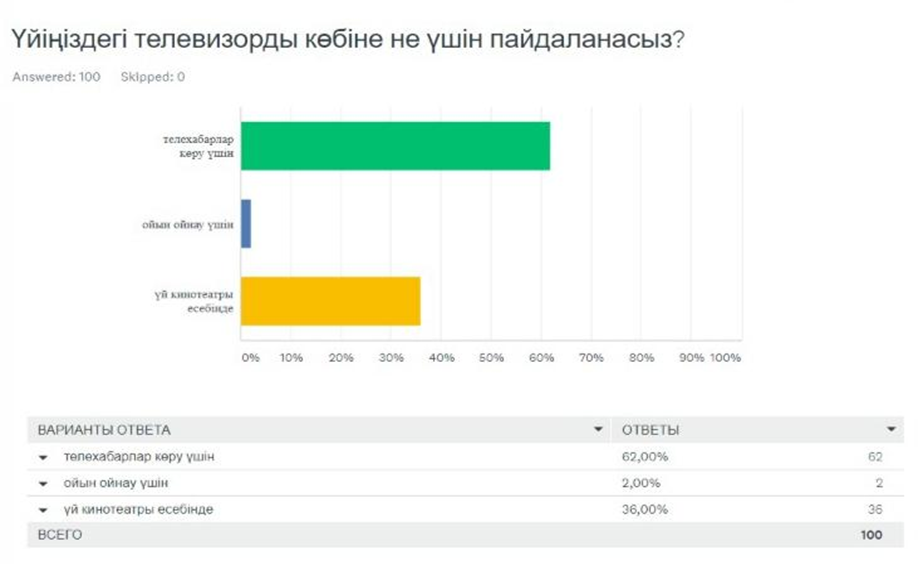 Үйіңіздегі телевизорды көбіне не үшін пайдаланасыз?
Answered: 100 Skipped: 0
телехабарлар
көру үшін
ойын ойнау үшін
үй кинотеатры
есебінде
0% 10% 20% 30% 40% 50% 60% 70% 80% 90% 100%
ВАРИАНТЫ ОТВЕТА ОТВЕТЫ
телехабарлар көру үшін 62,00% 62
ойын ойнау үшін 2,00% 2
үй кинотеатры есебінде 36,00% 36
ВСЕГО 100